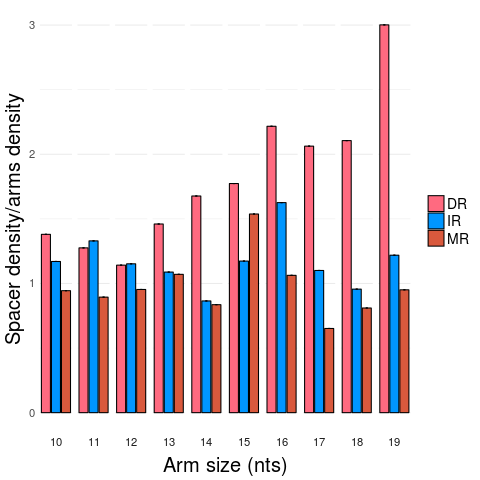 Spacer density/arms density
3
2
1
0
10 11 12 13 14 15 16 17 18 19
Arm size (nts)
DR
IR
MR